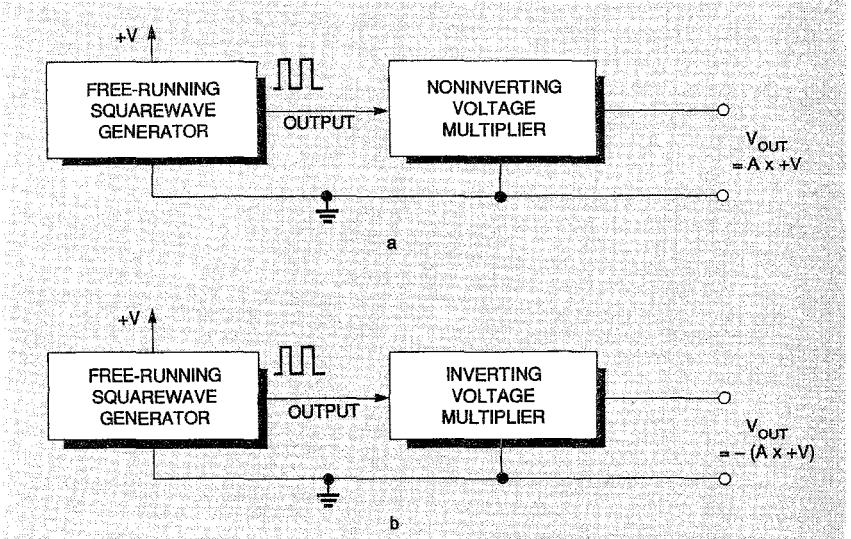 +V
FREE-RUNNING
SQUAREWAVE
GENERATOR
OUTPUT
NONINVERTING
VOLTAGE
MULTIPLIER
VOUT
= A x +V
a
+V
FREE-RUNNING
SQUAREWAVE
GENERATOR
OUTPUT
INVERTING
VOLTAGE
MULTIPLIER
VOUT
= – (A x +V)
b